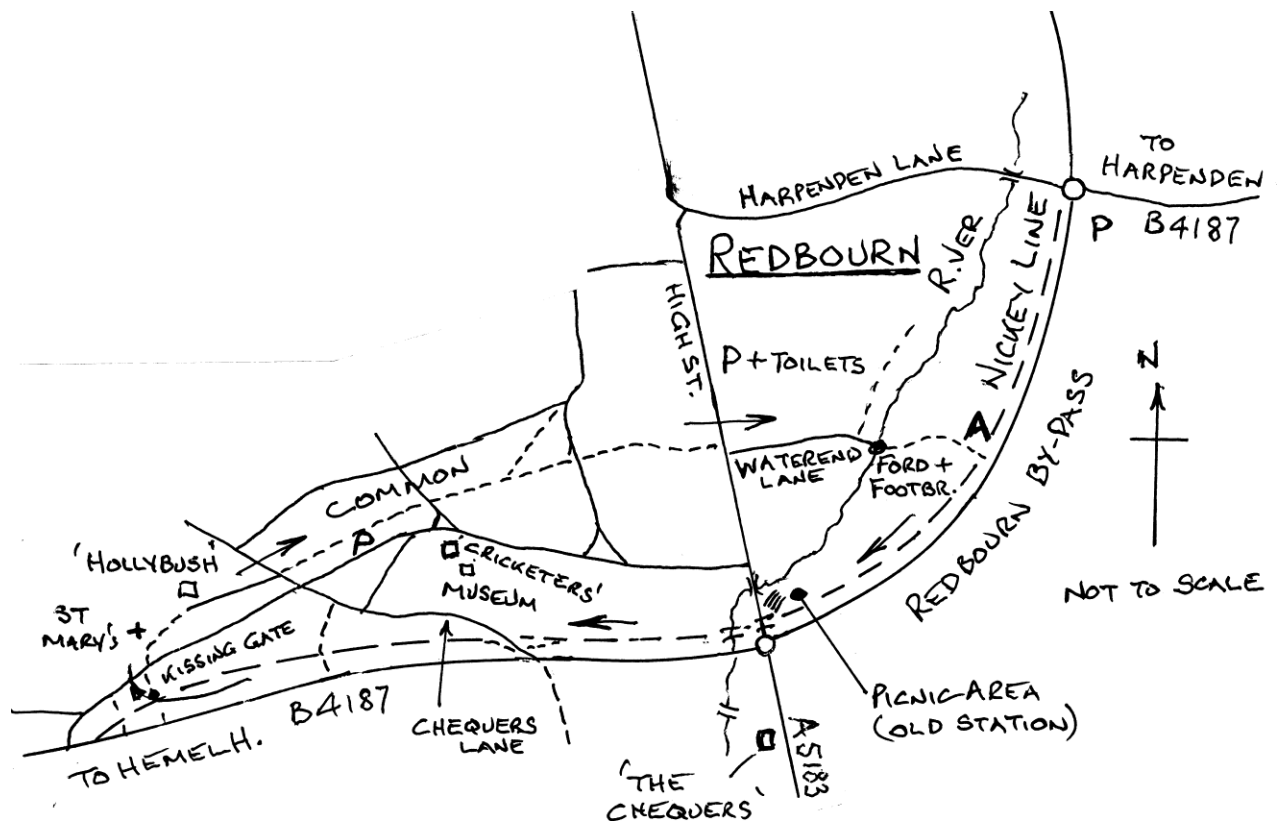 TO
HARPENDEN
HARPENDEN LANE
P B4187
REDBOURN
R.VER
NICKEY LINE
HIGH ST.
P + TOILETS
N
A
WATEREND
LANE
FORD +
FOOTBR.
REDBOURN BY-PASS
COMMON
P
'HOLLYBUSH'
'CRICKETERS'
MUSEUM
NOT TO SCALE
ST
MARY'S +
KISSING GATE
B4187
CHEQUERS
LANE
PICNIC AREA
(OLD STATION)
TO HEMEL H.
A5183
'THE
CHEQUERS'